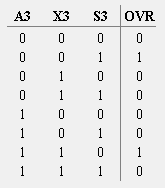 A3 X3 S3 OVR
0 0 0 0
0 0 1 1
0 1 0 0
0 1 1 0
1 0 0 0
1 0 1 0
1 1 0 1
1 1 1 0